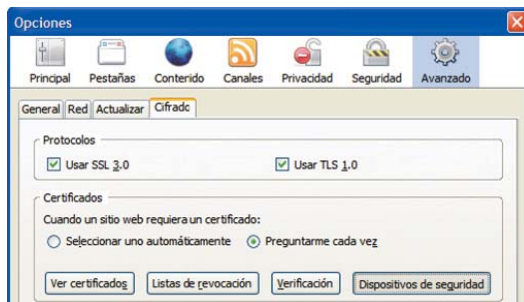 Opciones
Principal Pestañas Contenido Canales Privacidad Seguridad Avanzado
General Red Actualizar Cifrado
Protocolos
Usar SSL 3.0 Usar TLS 1.0
Certificados
Cuando un sitio web requiera un certificado:
Seleccionar uno automáticamente Preguntarme cada vez
Ver certificados Listas de revocación Verificación Dispositivos de seguridad